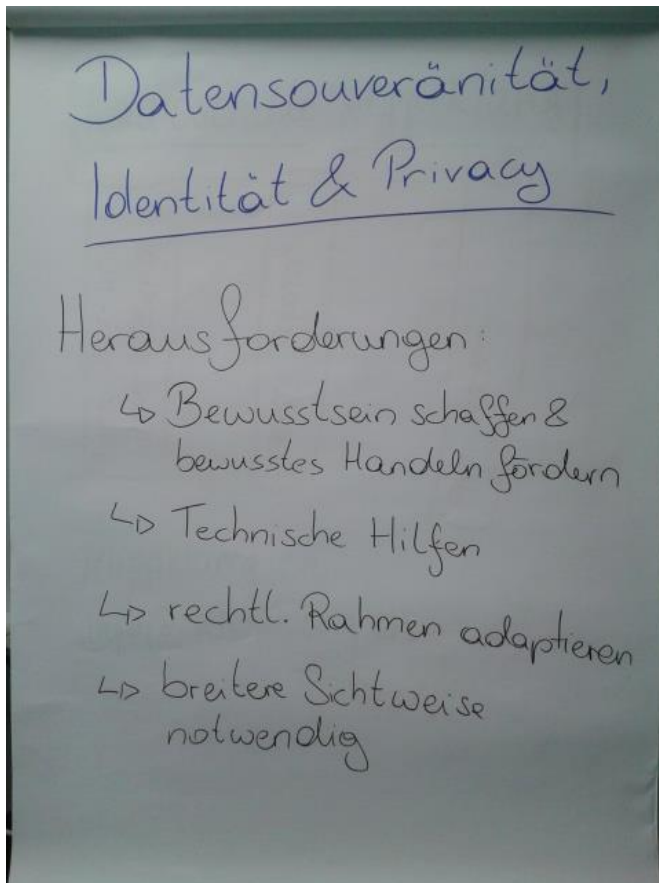 Datensouveränität,
Identität & Privacy
Herausforderungen:
↳ Bewusstsein schaffen &
bewusstes Handeln fördern
↳ Technische Hilfen
↳ rechtl. Rahmen adaptieren
↳ breitere Sichtweise
notwendig